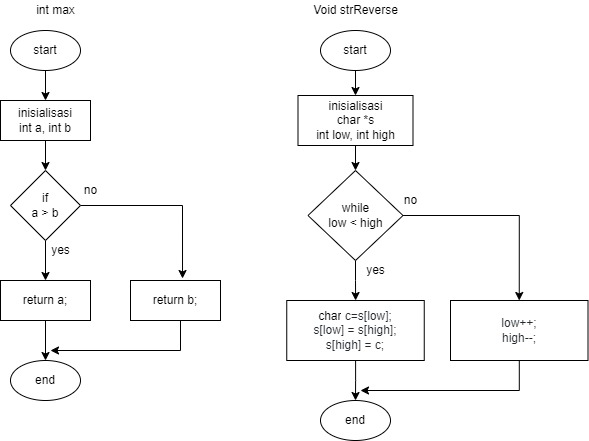 int max
start
inisialisasi
int a, int b
if
a > b
no
yes
return a;
return b;
end
Void strReverse
start
inisialisasi
char *s
int low, int high
while
low < high
no
yes
char c=s[low];
s[low] = s[high];
s[high] = c;
low++;
high--;
end